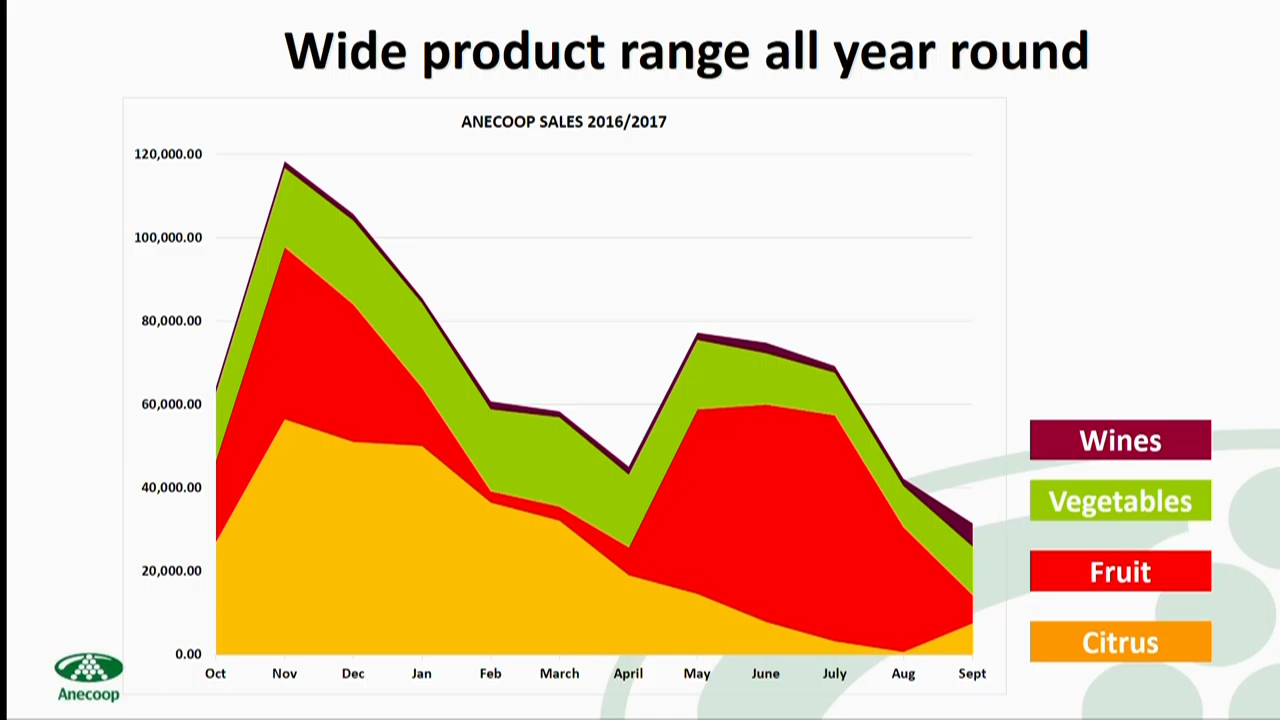 Wide product range all year round
ANECOOP SALES 2016/2017
120,000.00
100,000.00
80,000.00
60,000.00
40,000.00
20,000.00
0.00
Oct Nov Dec Jan Feb March April May June July Aug Sept
Wines
Vegetables
Fruit
Citrus
Anecoop